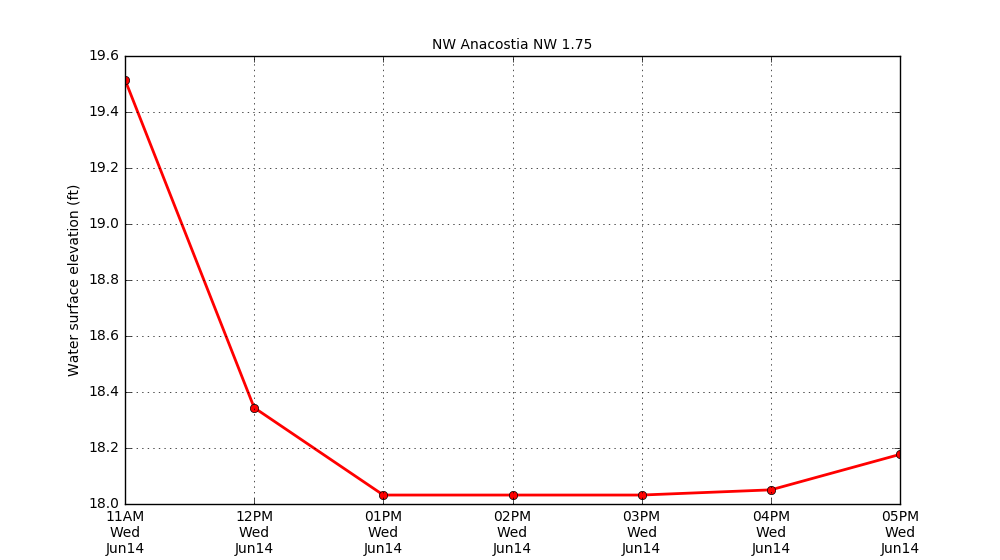 NW Anacostia NW 1.75
19.6
19.4
19.2
19.0
18.8
18.6
18.4
18.2
18.0
Water surface elevation (ft)
11AM 12PM 01PM 02PM 03PM 04PM 05PM
Wed Wed Wed Wed Wed Wed Wed
Jun14 Jun14 Jun14 Jun14 Jun14 Jun14 Jun14